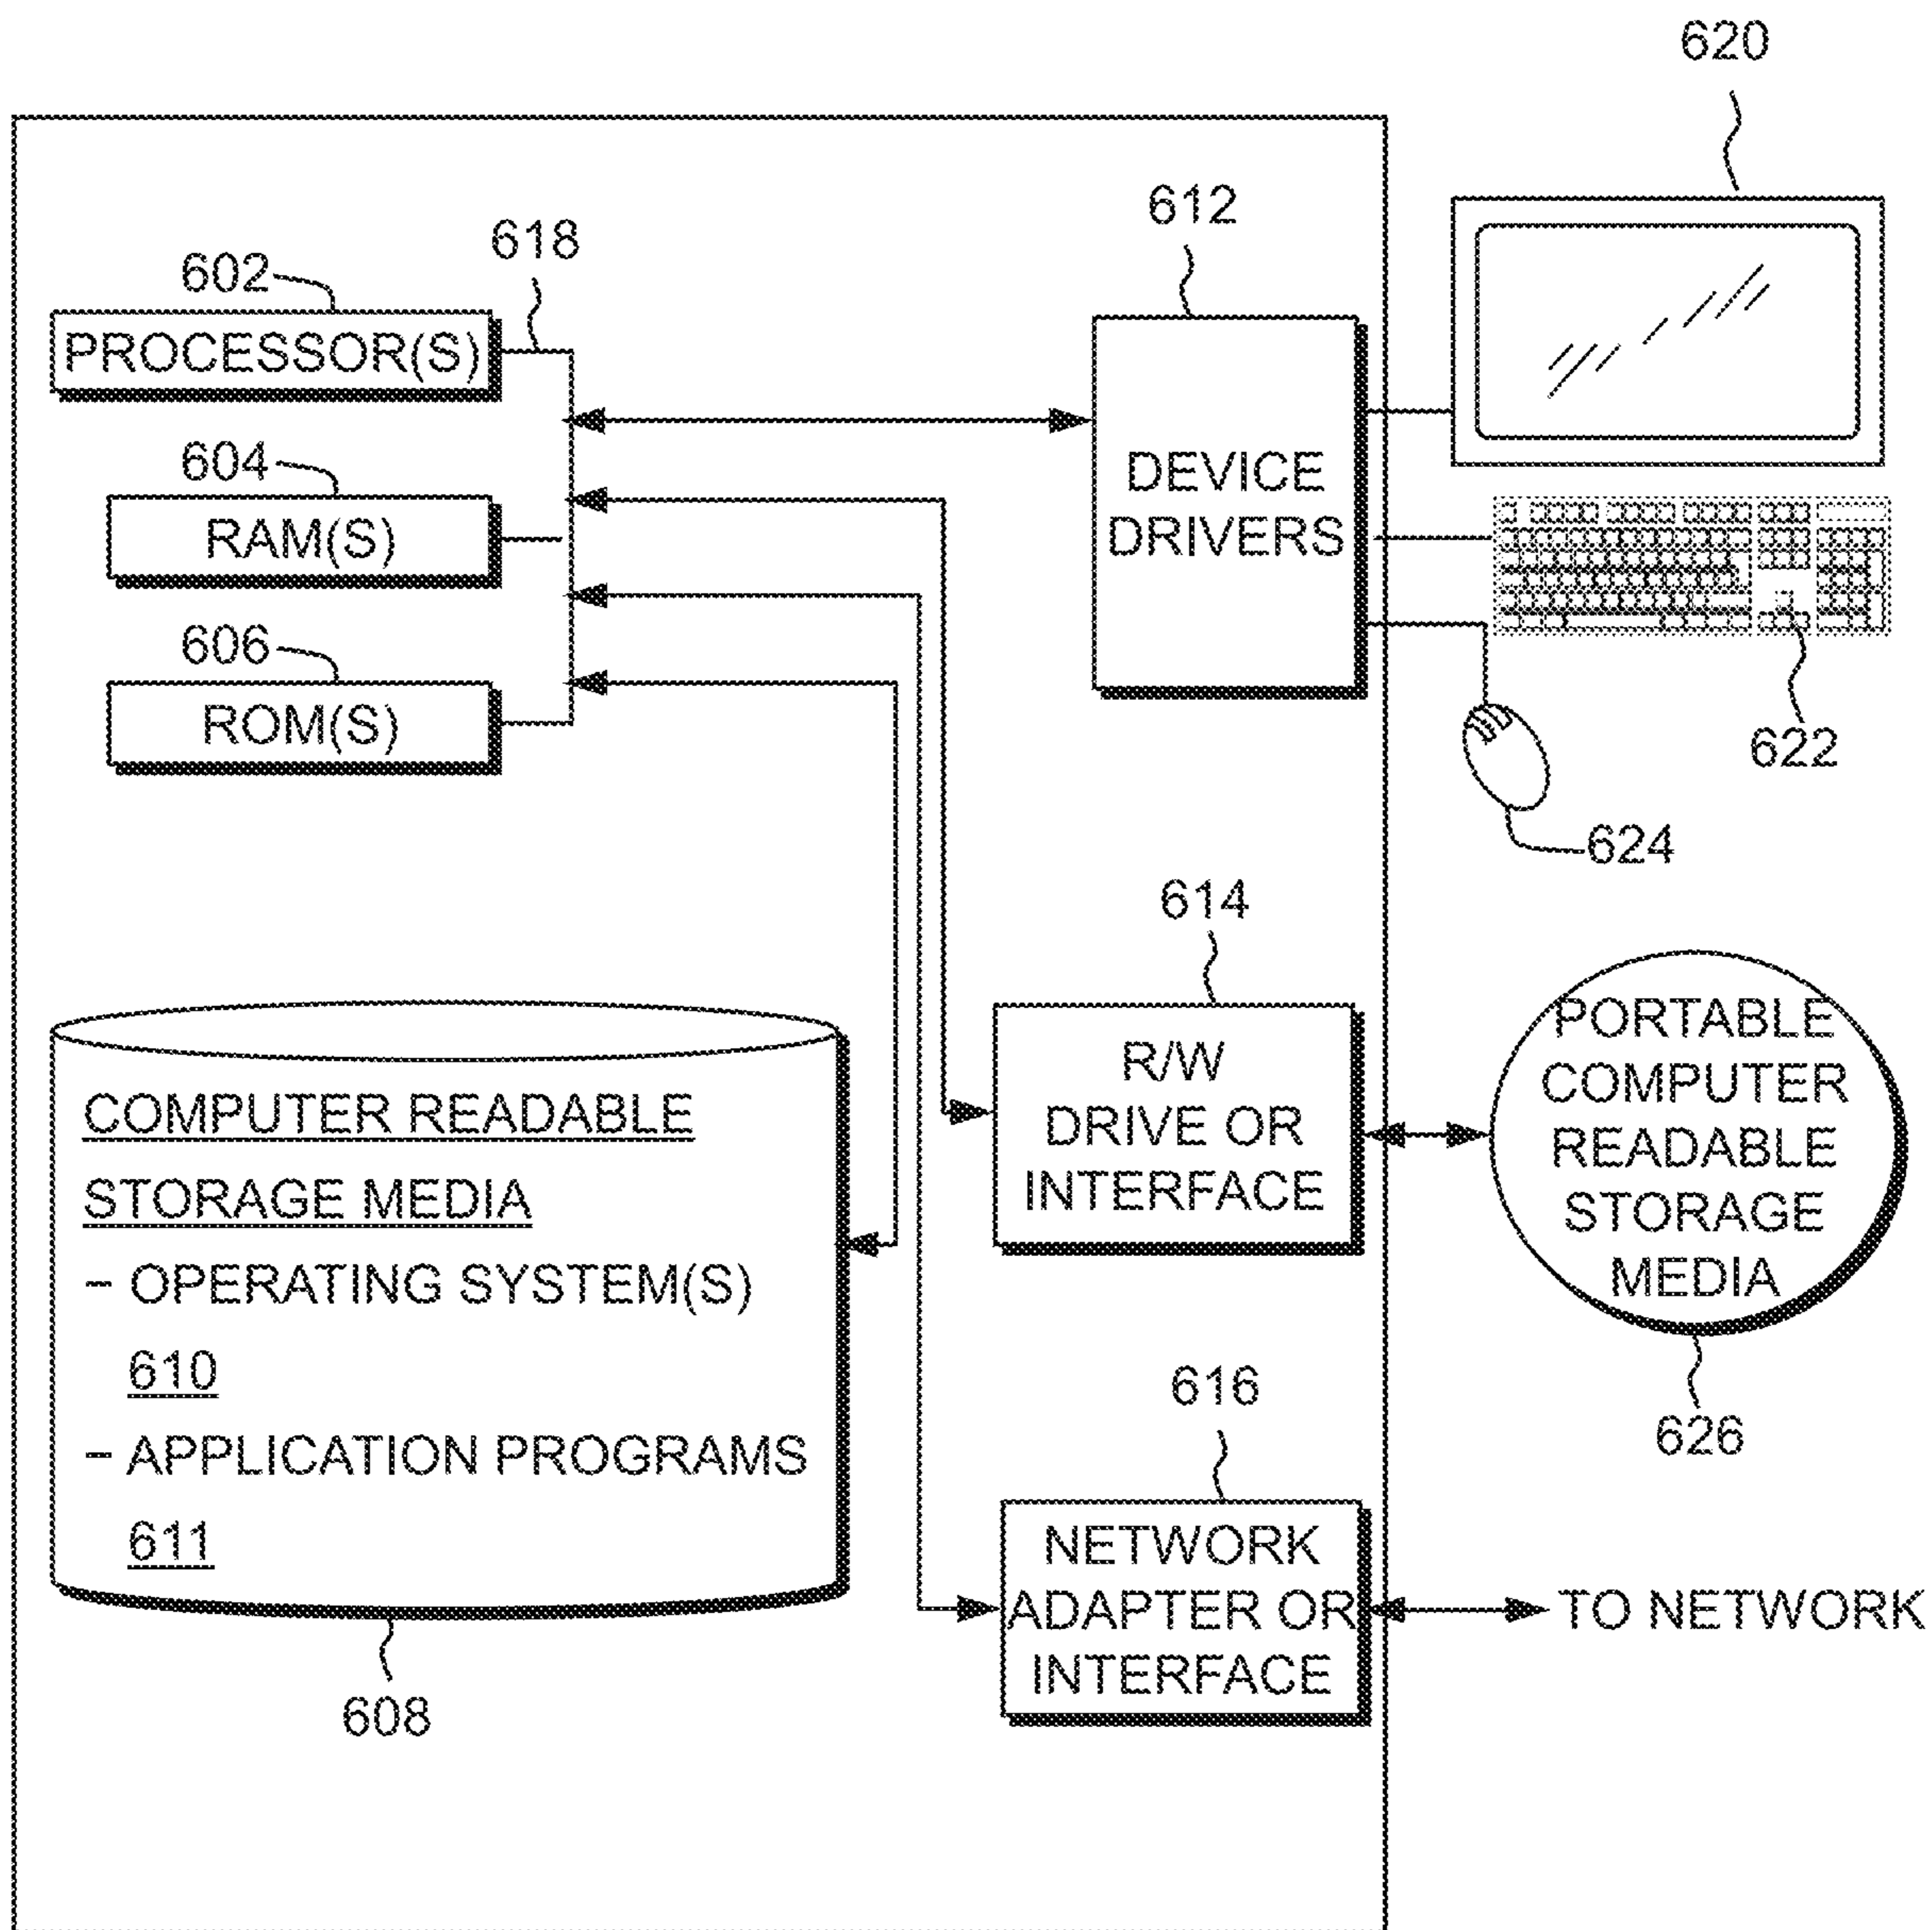 620
612
618
602
PROCESSOR(S)
604
RAM(S)
606
ROM(S)
DEVICE
DRIVERS
622
624
614
R/W
DRIVE OR
INTERFACE
PORTABLE
COMPUTER
READABLE
STORAGE
MEDIA
626
COMPUTER READABLE
STORAGE MEDIA
- OPERATING SYSTEM(S)
610
- APPLICATION PROGRAMS
611
608
616
NETWORK
ADAPTER OR
INTERFACE
TO NETWORK